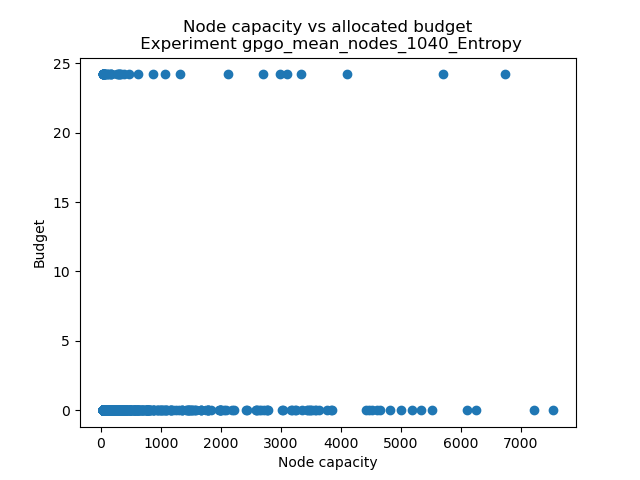 Node capacity vs allocated budget
Experiment gpgo_mean_nodes_1040_Entropy
25
20
15
10
5
0
Budget
0 1000 2000 3000 4000 5000 6000 7000
Node capacity